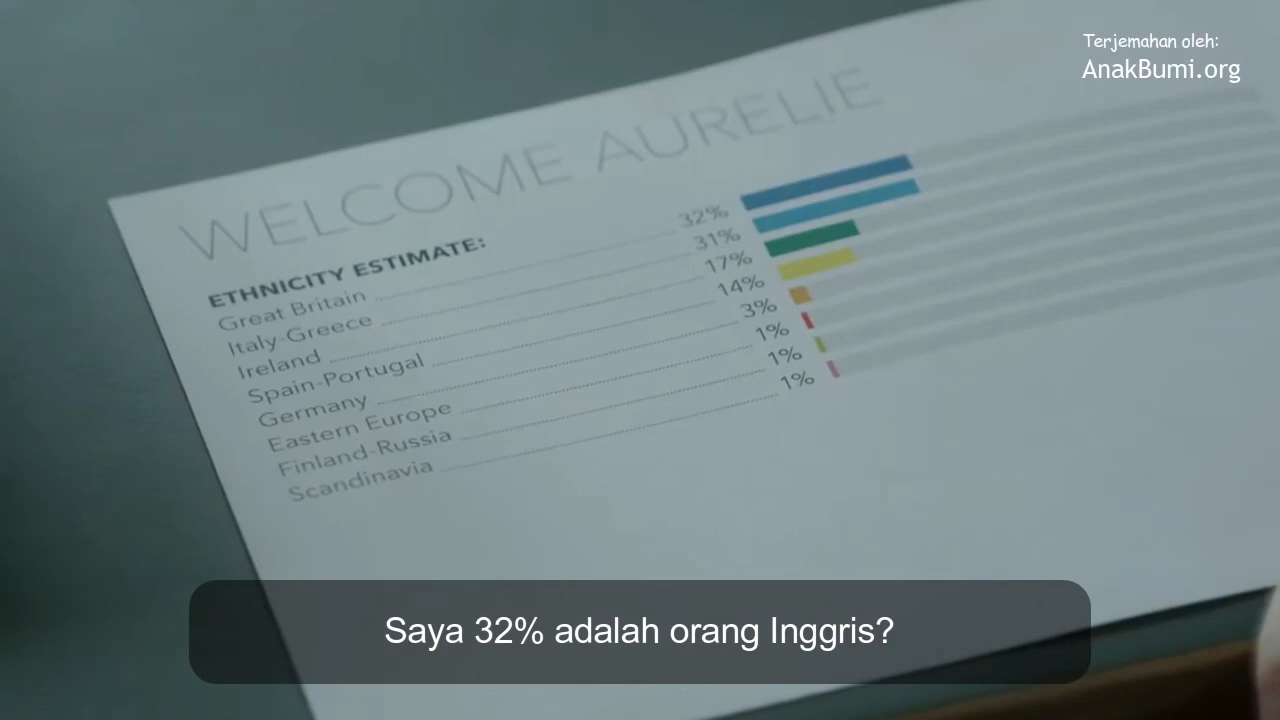 Terjemahan oleh:
AnakBumi.org
WELCOME AURELIE
ETHNICITY ESTIMATE:
Great Britain 32%
Italy-Greece 31%
Ireland 17%
Spain-Portugal 14%
Germany 3%
Eastern Europe 1%
Finland-Russia 1%
Scandinavia 1%
Saya 32% adalah orang Inggris?